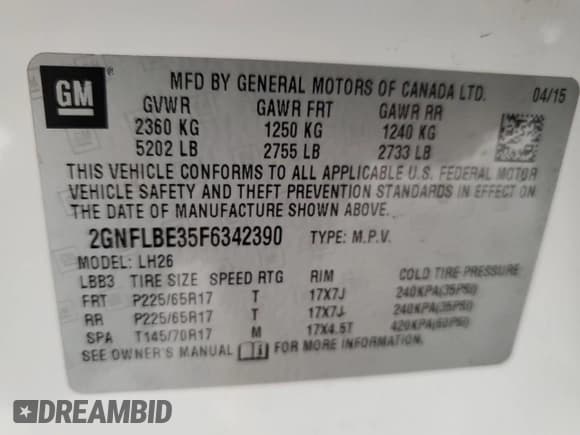 GM
MFD BY GENERAL MOTORS OF CANADA LTD. 04/15
GVWR GAWR FRT GAWR RR
2360 KG 1250 KG 1240 KG
5202 LB 2755 LB 2733 LB
THIS VEHICLE CONFORMS TO ALL APPLICABLE U.S. FEDERAL MOTOR
VEHICLE SAFETY AND THEFT PREVENTION STANDARDS IN EFFECT ON
THE DATE OF MANUFACTURE SHOWN ABOVE.
2GNFLBE35F6342390 TYPE: M.P.V.
MODEL: LH26
LBB3 TIRE SIZE SPEED RTG RIM COLD TIRE PRESSURE
FRT P225/65R17 T 17X7J 240KPA(35PSI)
RR P225/65R17 T 17X7J 240KPA(35PSI)
SPA T145/70R17 M 17X4.5T 420KPA(60PSI)
SEE OWNER'S MANUAL FOR MORE INFORMATION.
DREAMBID